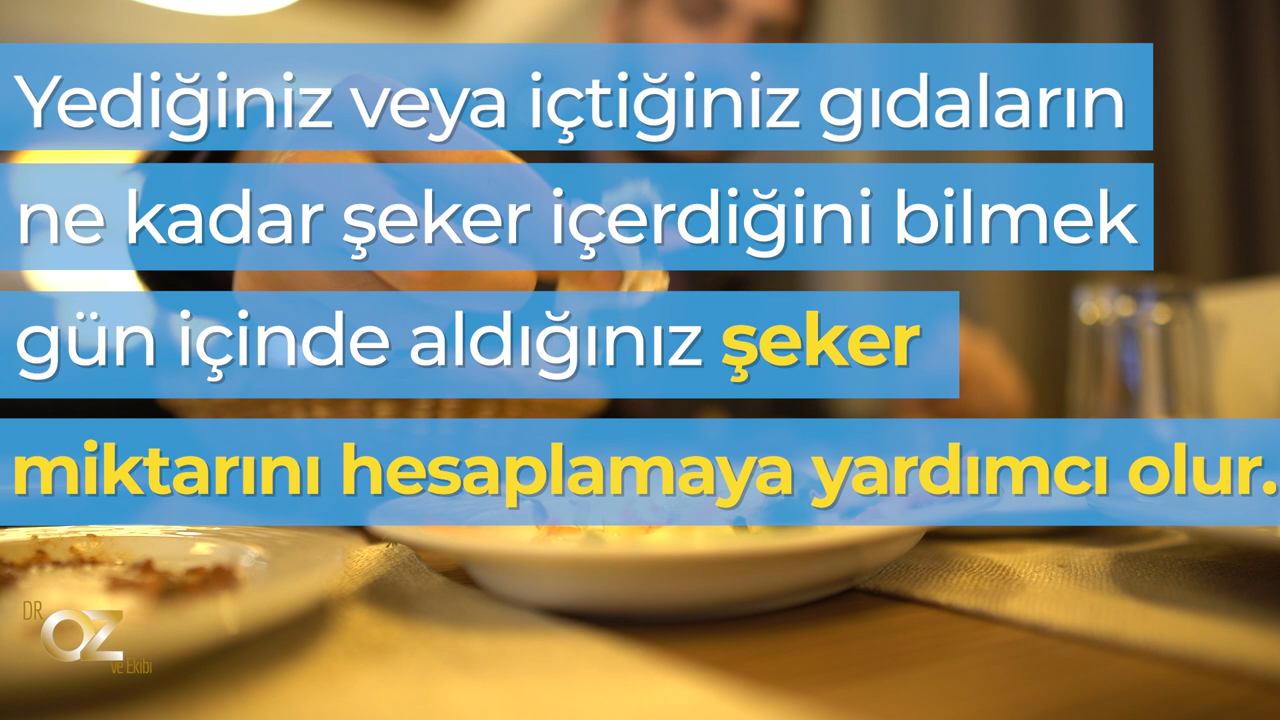 Yediğiniz veya içtiğiniz gıdaların
ne kadar şeker içerdiğini bilmek
gün içinde aldığınız şeker
miktarını hesaplamaya yardımcı olur.
DR
OZ
ve Ekibi